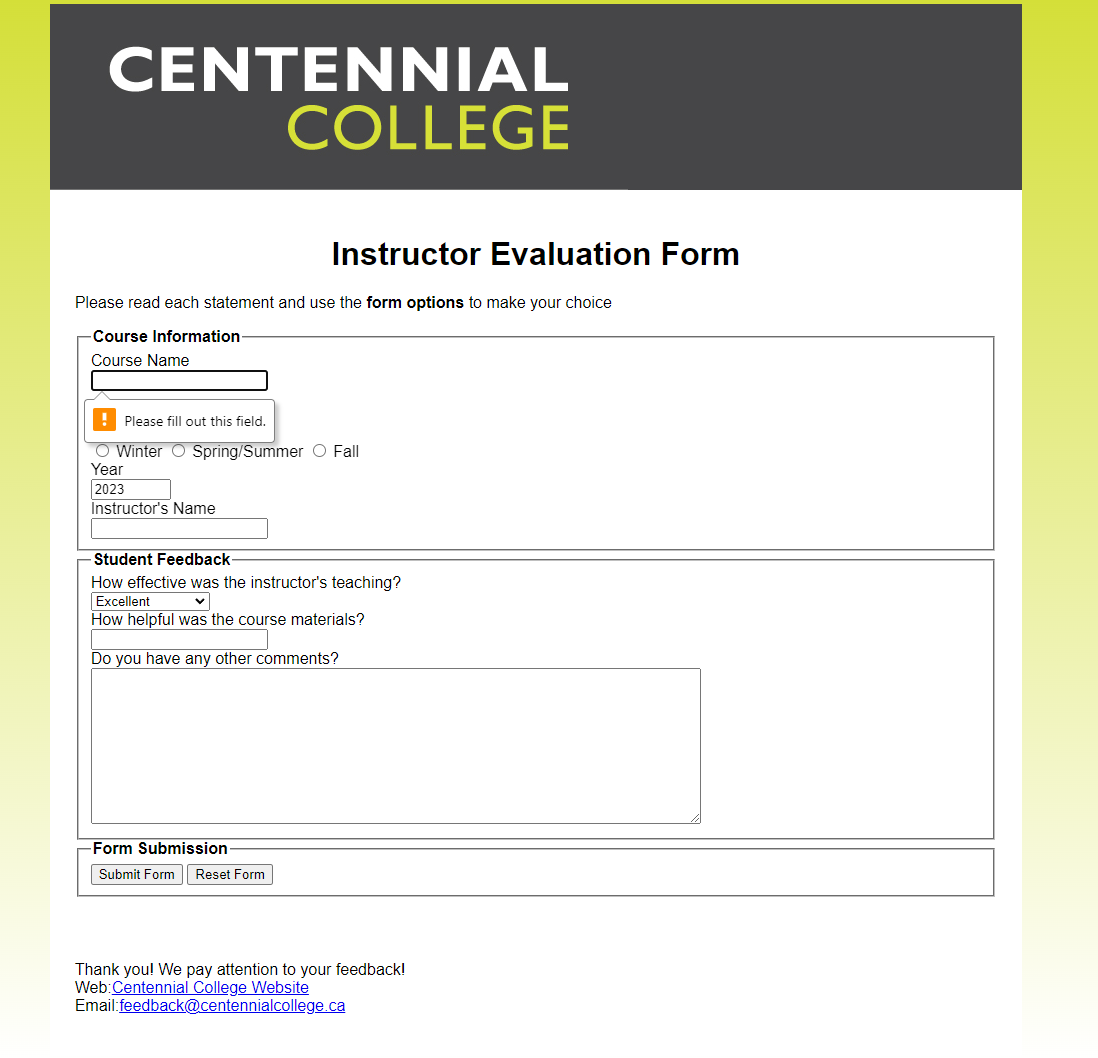 CENTENNIAL
COLLEGE
Instructor Evaluation Form
Please read each statement and use the form options to make your choice
Course Information
Course Name
! Please fill out this field.
Winter Spring/Summer Fall
Year
2023
Instructor's Name
Student Feedback
How effective was the instructor's teaching?
Excellent
How helpful was the course materials?
Do you have any other comments?
Form Submission
Submit Form Reset Form
Thank you! We pay attention to your feedback!
Web:Centennial College Website
Email:feedback@centennialcollege.ca